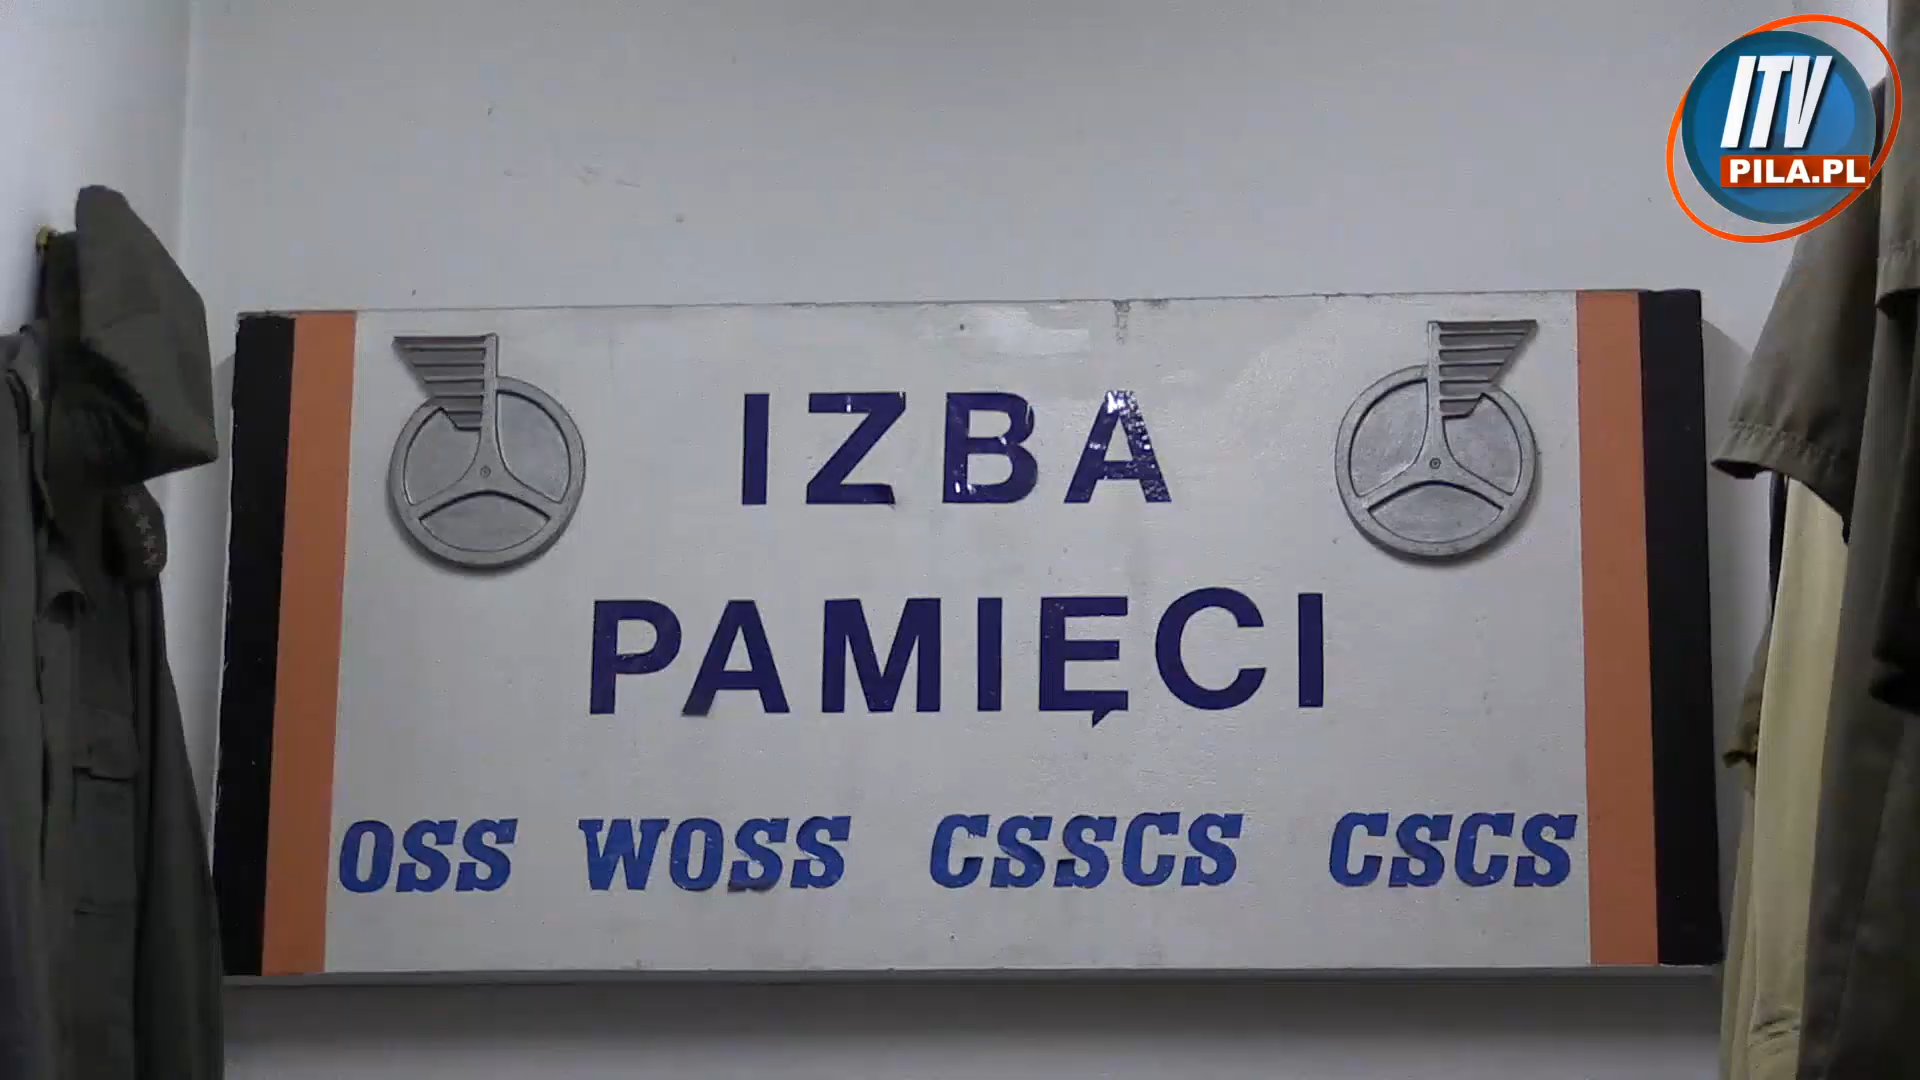 ITV
PILA.PL
IZBA
PAMIĘCI
OSS WOSS CSSCS CSCS